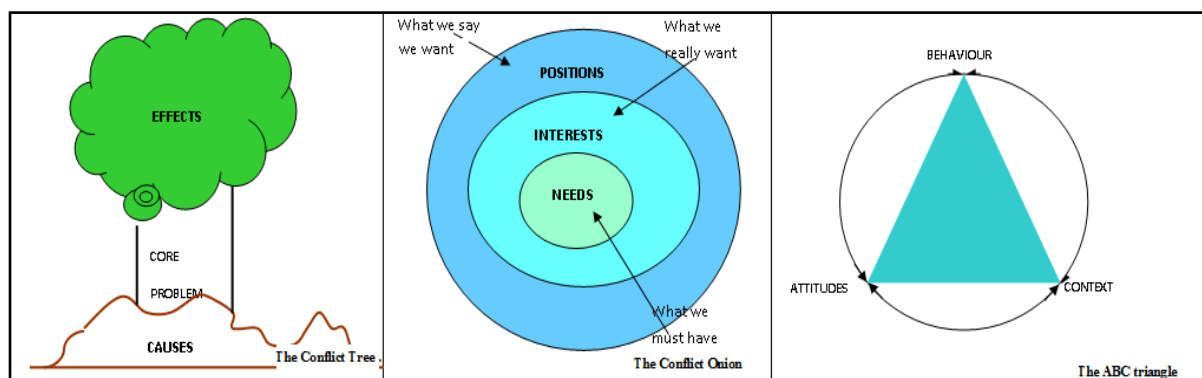 EFFECTS
CORE
PROBLEM
CAUSES
The Conflict Tree
What we say
we want
What we
really want
POSITIONS
INTERESTS
NEEDS
What we
must have
The Conflict Onion
BEHAVIOUR
ATTITUDES
CONTEXT
The ABC triangle